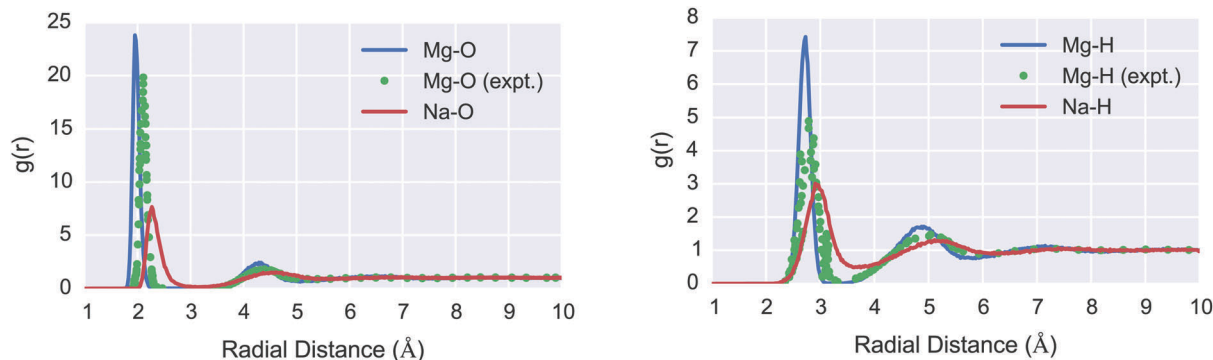 25
20
15
10
5
0
g(r)
Mg-O
Mg-O (expt.)
Na-O
1 2 3 4 5 6 7 8 9 10
Radial Distance (Å)
8
7
6
5
4
3
2
1
0
g(r)
Mg-H
Mg-H (expt.)
Na-H
1 2 3 4 5 6 7 8 9 10
Radial Distance (Å)